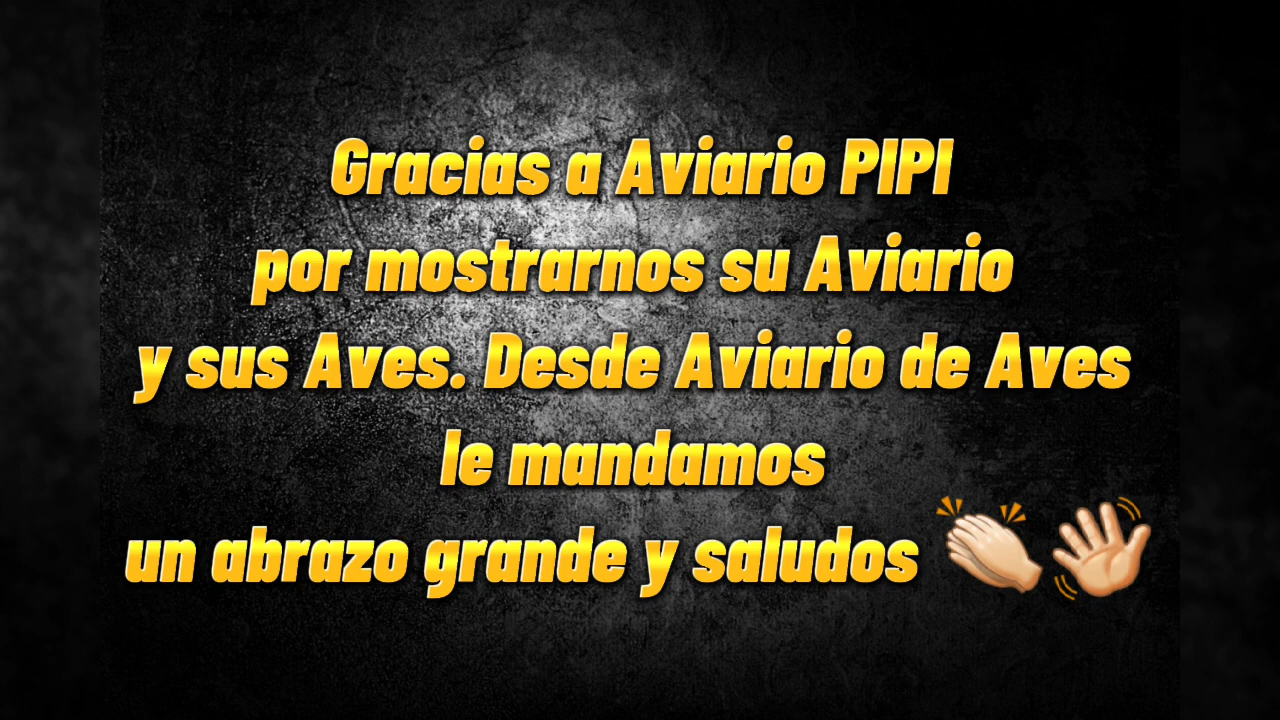 Gracias a Aviario PIPI
por mostrarnos su Aviario
y sus Aves. Desde Aviario de Aves
le mandamos
un abrazo grande y saludos 👏🏻👋🏻